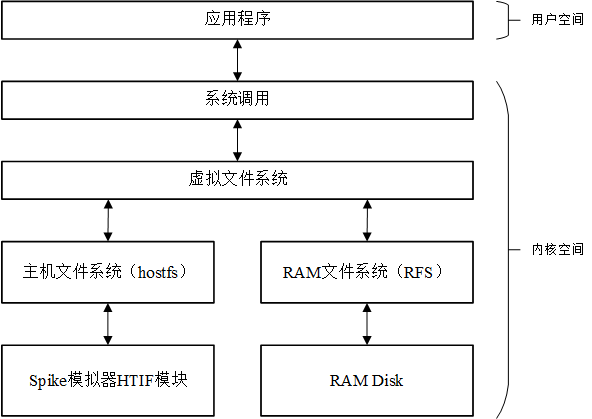 应用程序
用户空间
系统调用
虚拟文件系统
内核空间
主机文件系统（hostfs）
RAM文件系统（RFS）
Spike模拟器HTIF模块
RAM Disk